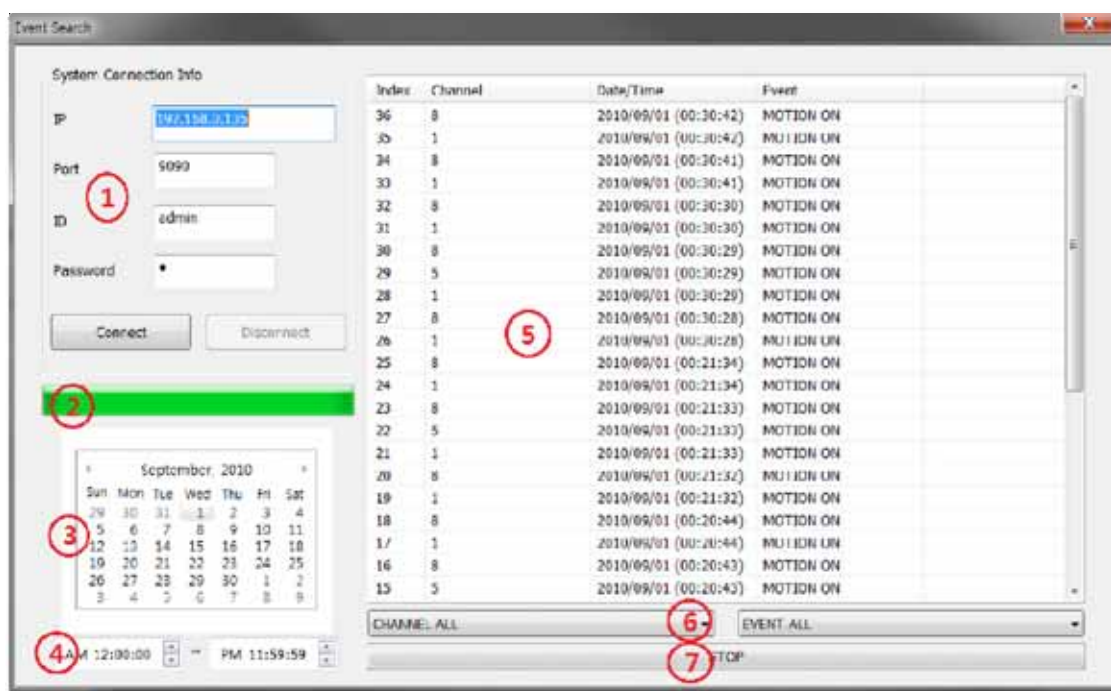 Event Search
System Connection Info
IP 192.168.0.135
Port 9090
ID admin
Password •
Connect Disconnect
1
2
September, 2010
Sun Mon Tue Wed Thu Fri Sat
29 30 31 1 2 3 4
5 6 7 8 9 10 11
12 13 14 15 16 17 18
19 20 21 22 23 24 25
26 27 28 29 30 1 2
3 4 5 6 7 8 9
3
4
AM 12:00:00 ~ PM 11:59:59
Index Channel Date/Time Event
36 8 2010/09/01 (00:30:42) MOTION ON
35 1 2010/09/01 (00:30:42) MOTION ON
34 8 2010/09/01 (00:30:41) MOTION ON
33 1 2010/09/01 (00:30:41) MOTION ON
32 8 2010/09/01 (00:30:30) MOTION ON
31 1 2010/09/01 (00:30:30) MOTION ON
30 8 2010/09/01 (00:30:29) MOTION ON
29 5 2010/09/01 (00:30:29) MOTION ON
28 1 2010/09/01 (00:30:29) MOTION ON
27 8 2010/09/01 (00:30:28) MOTION ON
26 1 2010/09/01 (00:30:28) MOTION ON
25 8 2010/09/01 (00:21:34) MOTION ON
24 1 2010/09/01 (00:21:34) MOTION ON
23 8 2010/09/01 (00:21:33) MOTION ON
22 5 2010/09/01 (00:21:33) MOTION ON
21 1 2010/09/01 (00:21:33) MOTION ON
20 8 2010/09/01 (00:21:32) MOTION ON
19 1 2010/09/01 (00:21:32) MOTION ON
18 8 2010/09/01 (00:20:44) MOTION ON
17 1 2010/09/01 (00:20:44) MOTION ON
16 8 2010/09/01 (00:20:43) MOTION ON
15 5 2010/09/01 (00:20:43) MOTION ON
5
CHANNEL ALL 6 EVENT ALL
7 STOP